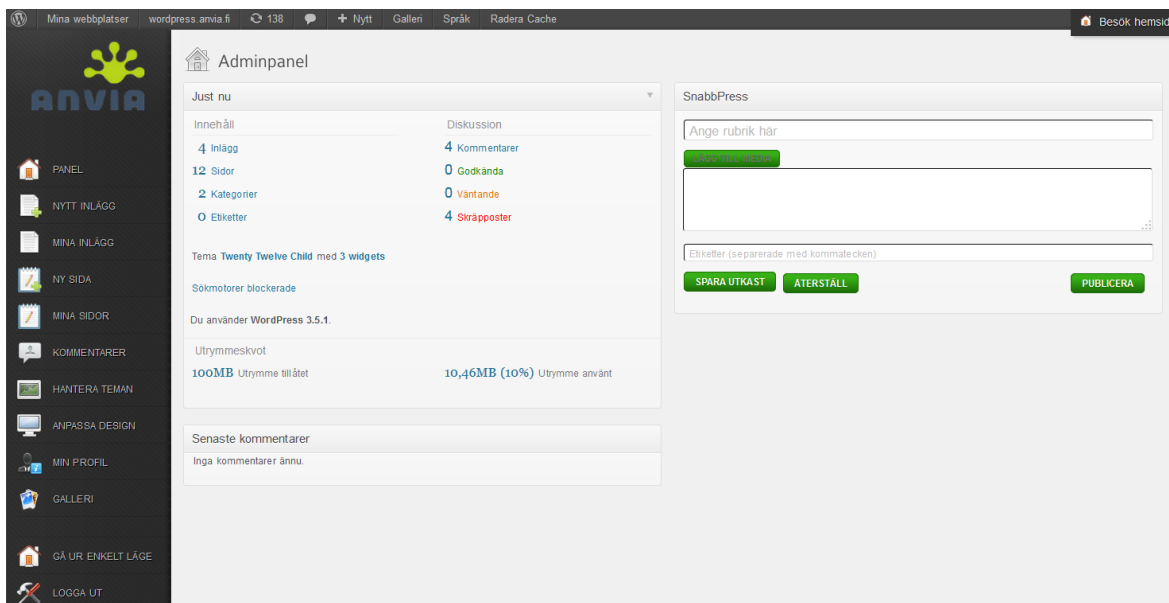 Mina webbplatser wordpress.anvia.fi 138 Nytt Galleri Språk Radera Cache
Besök hemsid
ANVIA
PANEL
NYTT INLÄGG
MINA INLÄGG
NY SIDA
MINA SIDOR
KOMMENTARER
HANTERA TEMAN
ANPASSA DESIGN
MIN PROFIL
GALLERI
GÅ UR ENKELT LÄGE
LOGGA UT
Adminpanel
Just nu
Innehåll Diskussion
4 Inlägg 4 Kommentarer
12 Sidor 0 Godkända
2 Kategorier 0 Väntande
0 Etiketter 4 Skräpposter
Tema Twenty Twelve Child med 3 widgets
Sökmotorer blockerade
Du använder WordPress 3.5.1.
Utrymmeskvot
100MB Utrymme tillåtet 10,46MB (10%) Utrymme använt
Senaste kommentarer
Inga kommentarer ännu.
SnabbPress
Ange rubrik här
LÄGG TILL MEDIA
Etiketter (separerade med kommatecken)
SPARA UTKAST ÅTERSTÄLL PUBLICERA